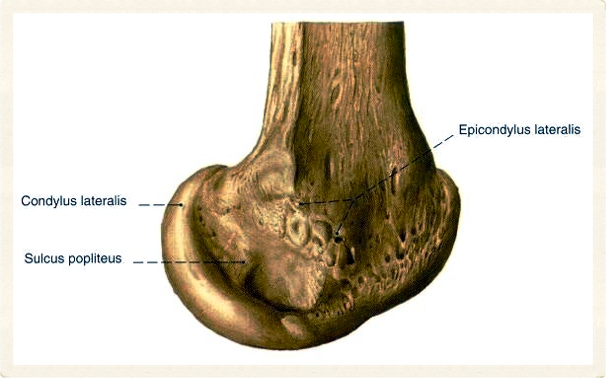 Epicondylus lateralis
Condylus lateralis
Sulcus popliteus